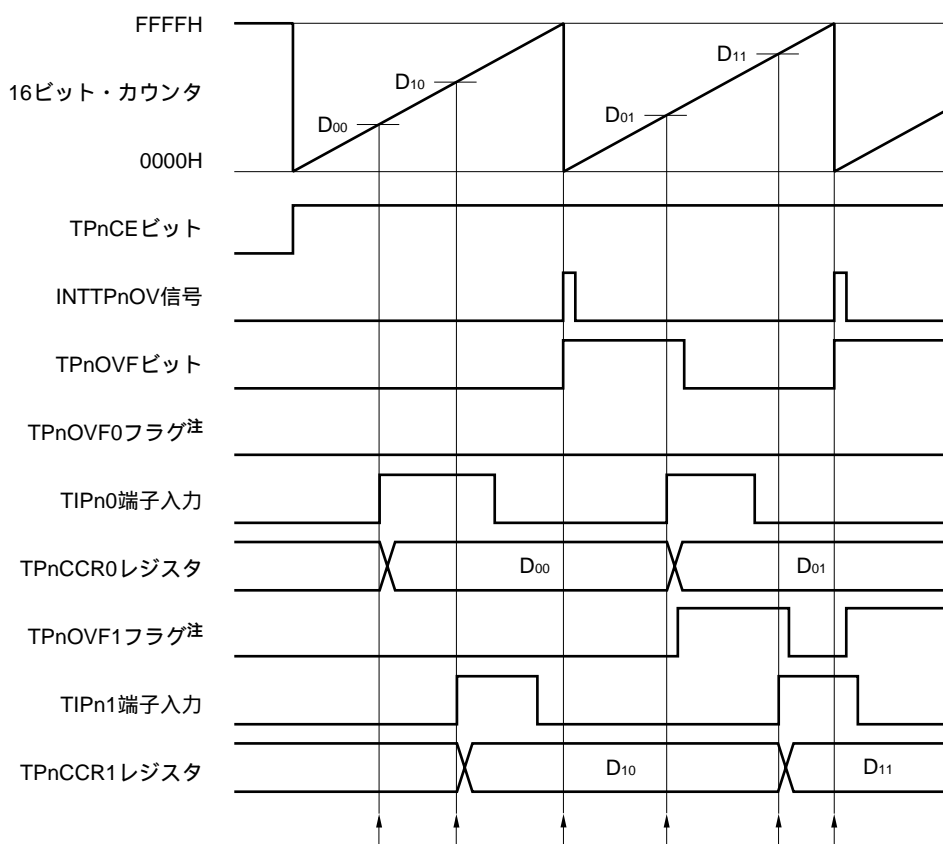 FFFFH
16ビット・カウンタ
0000H
D00
D10
D01
D11
TPnCEビット
INTTPnOV信号
TPnOVFビット
TPnOVF0フラグ注
TIPn0端子入力
TPnCCR0レジスタ
D00
D01
TPnOVF1フラグ注
TIPn1端子入力
TPnCCR1レジスタ
D10
D11